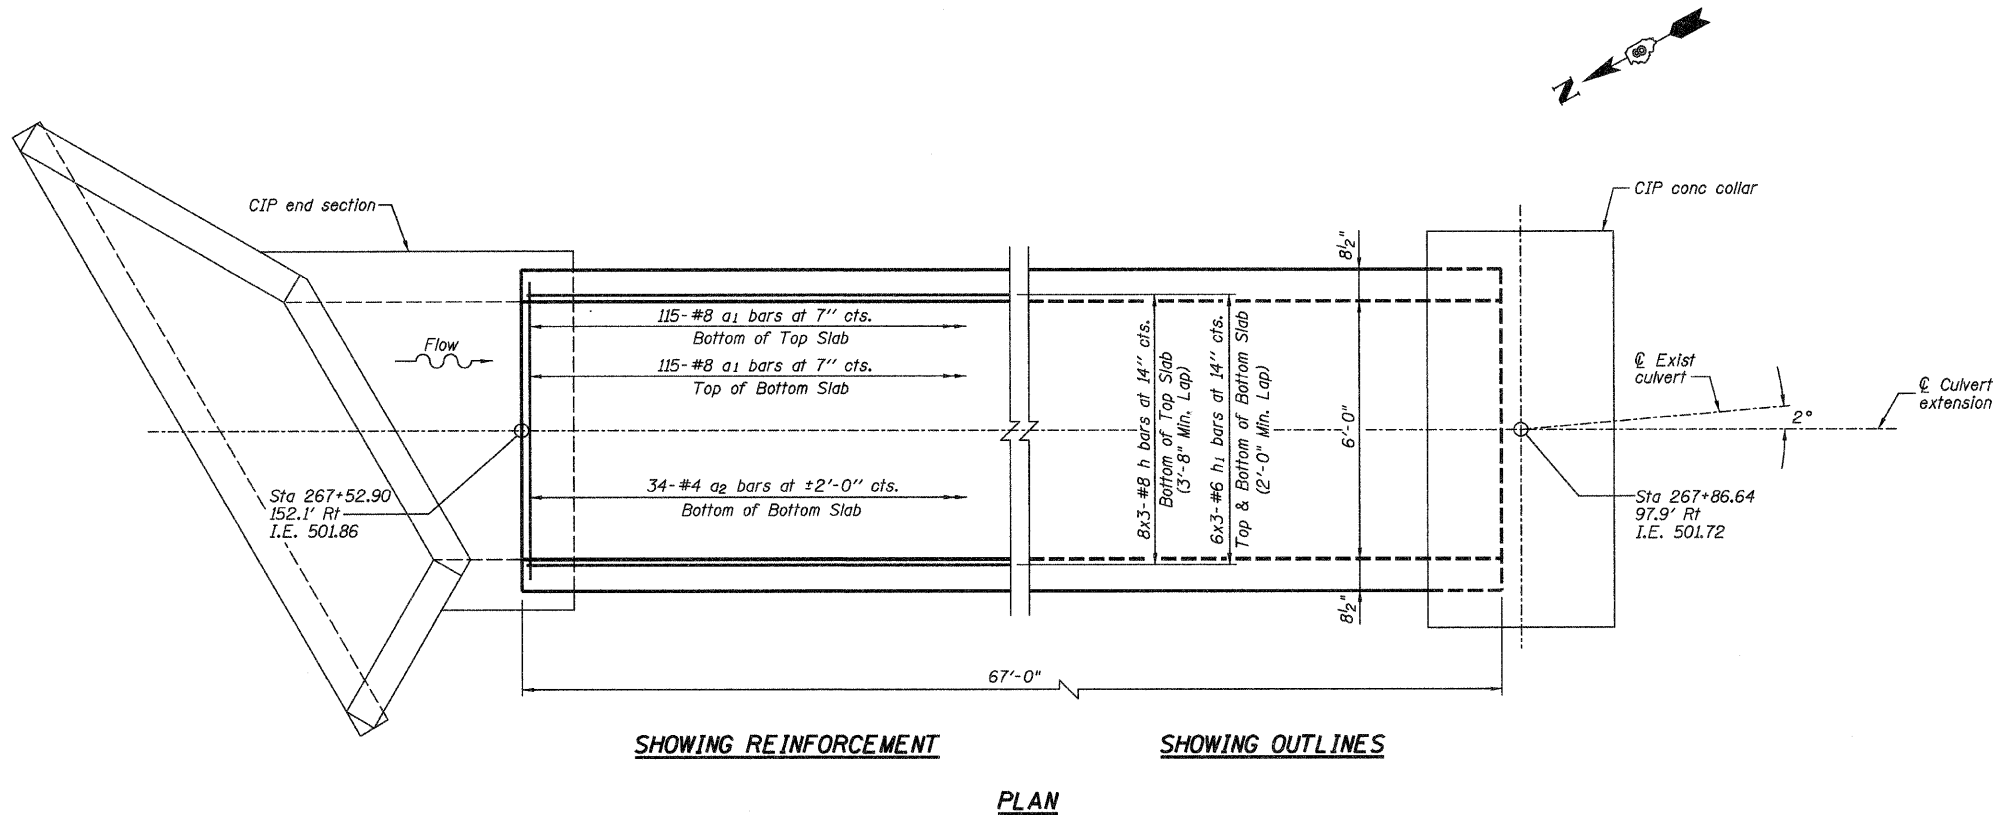 N
CIP end section
CIP conc collar
8½"
115-#8 a1 bars at 7" cts.
Bottom of Top Slab
Flow
115-#8 a1 bars at 7" cts.
Top of Bottom Slab
8x3-#8 h bars at 14" cts.
Bottom of Top Slab
(3'-8" Min. Lap)
6x3-#6 h1 bars at 14" cts.
Top & Bottom of Bottom Slab
(2'-0" Min. Lap)
6'-0"
℄ Exist
culvert
℄ Culvert
extension
2°
34-#4 a2 bars at ±2'-0" cts.
Bottom of Bottom Slab
Sta 267+52.90
152.1' Rt
I.E. 501.86
Sta 267+86.64
97.9' Rt
I.E. 501.72
8½"
67'-0"
SHOWING REINFORCEMENT
SHOWING OUTLINES
PLAN